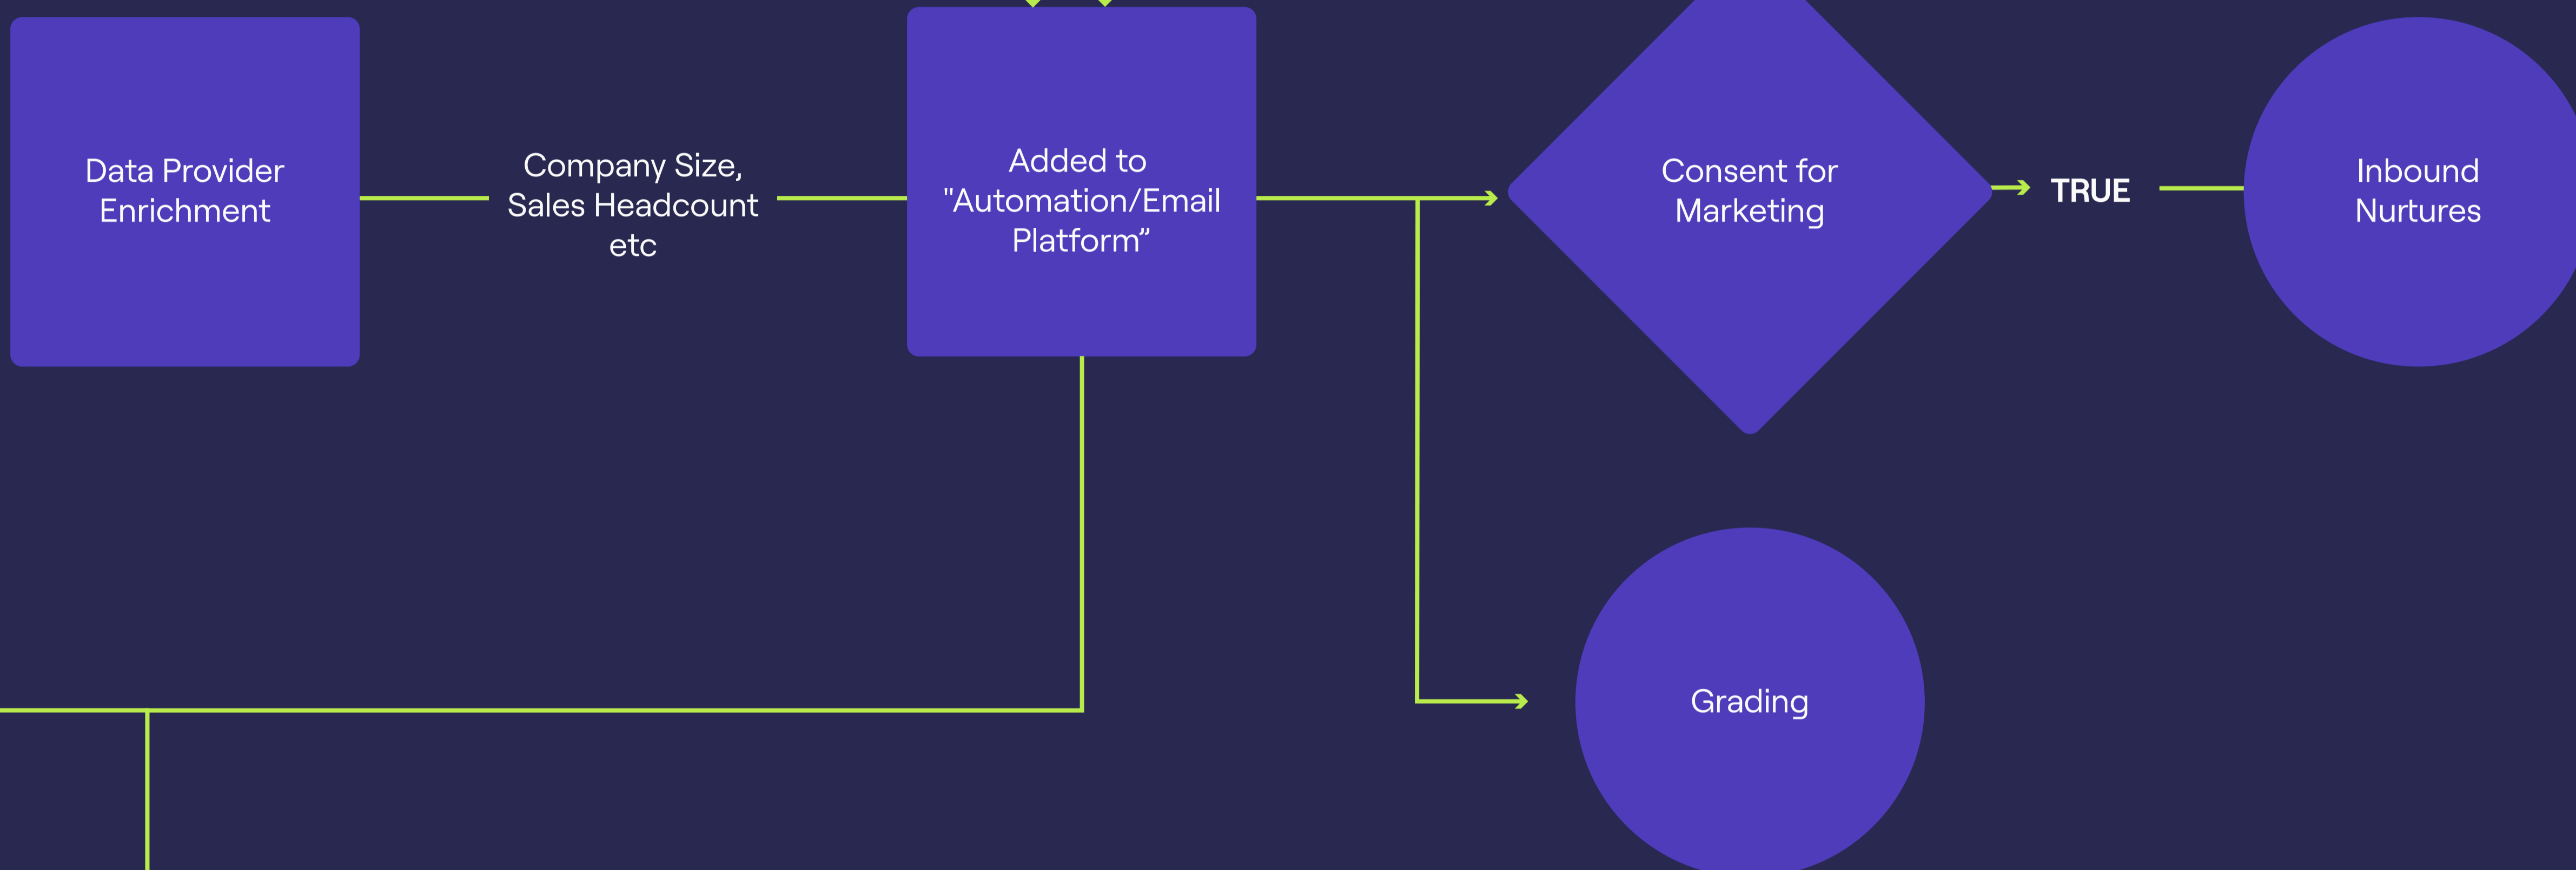 Data Provider
Enrichment
Company Size,
Sales Headcount
etc
Added to
"Automation/Email
Platform”
Consent for
Marketing
TRUE
Inbound
Nurtures
Grading